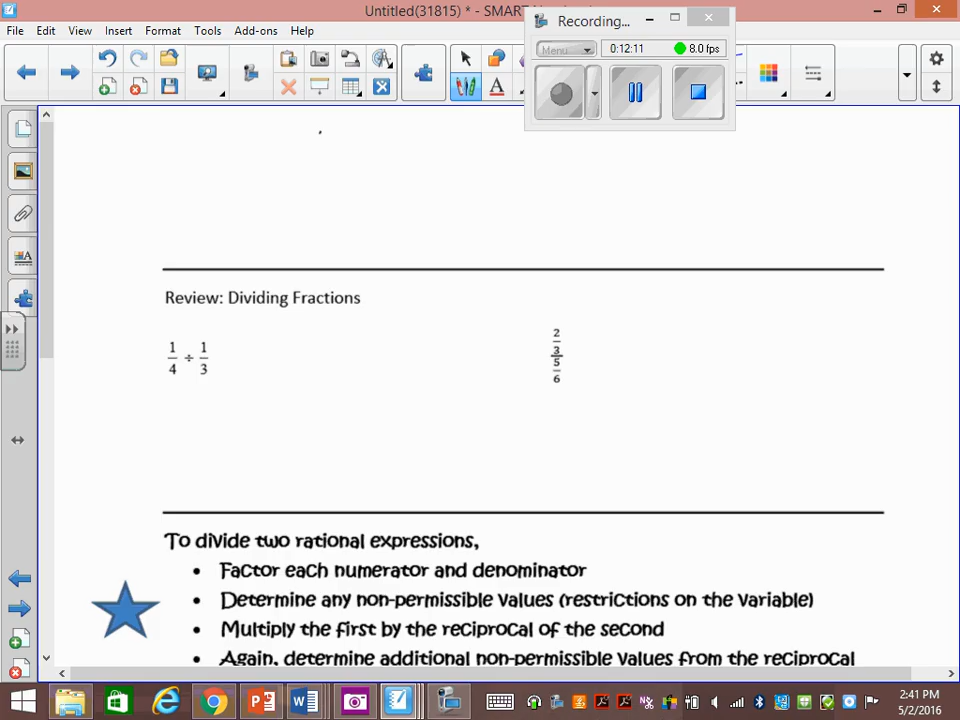 Untitled(31815) * - SMART
Recording...
File Edit View Insert Format Tools Add-ons Help
Menu 0:12:11 8.0 fps
Review: Dividing Fractions
1/4 ÷ 1/3
2
3
5
6
To divide two rational expressions,
• Factor each numerator and denominator
• Determine any non-permissible values (restrictions on the variable)
• Multiply the first by the reciprocal of the second
• Again, determine additional non-permissible values from the reciprocal
2:41 PM
5/2/2016